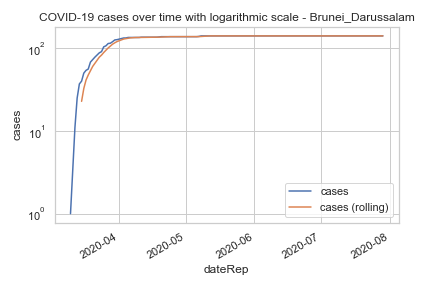 COVID-19 cases over time with logarithmic scale - Brunei_Darussalam
10²
10¹
10⁰
cases
cases
cases (rolling)
2020-04
2020-05
2020-06
2020-07
2020-08
dateRep